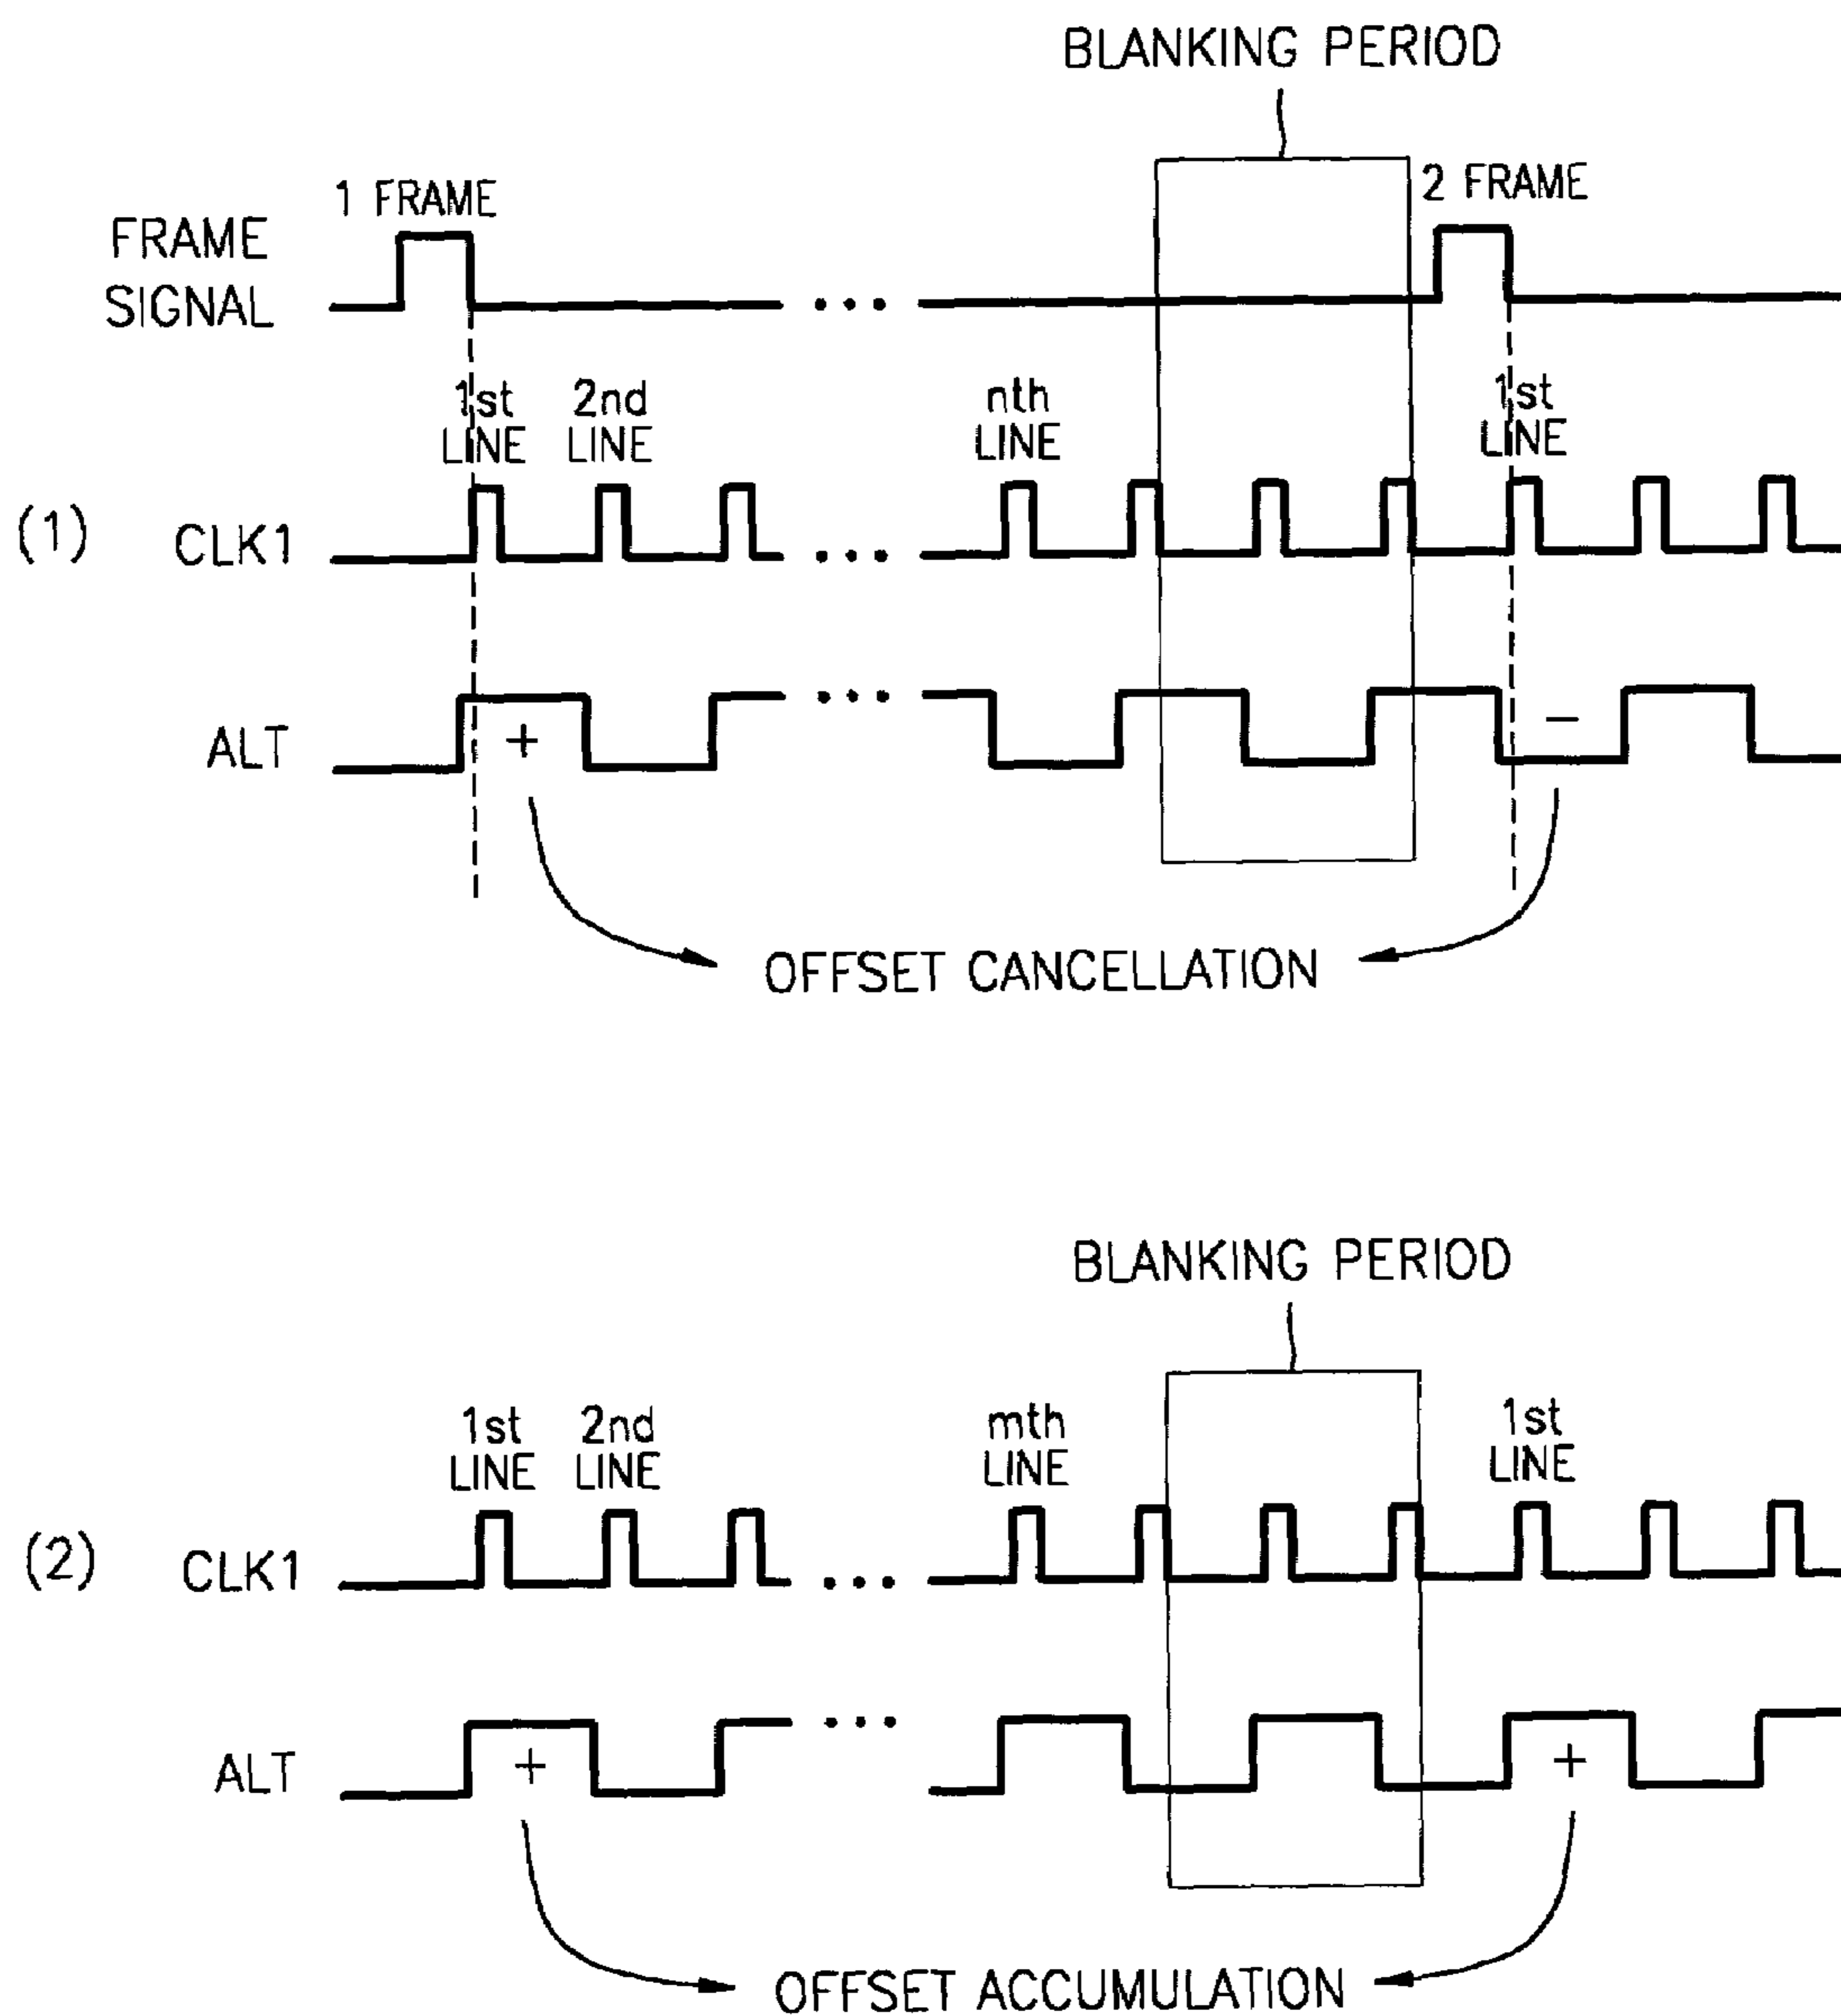 BLANKING PERIOD
1 FRAME
2 FRAME
FRAME
SIGNAL
1st
LINE
2nd
LINE
nth
LINE
1st
LINE
(1)
CLK1
ALT
+
−
OFFSET CANCELLATION
BLANKING PERIOD
1st
LINE
2nd
LINE
mth
LINE
1st
LINE
(2)
CLK1
ALT
+
+
OFFSET ACCUMULATION